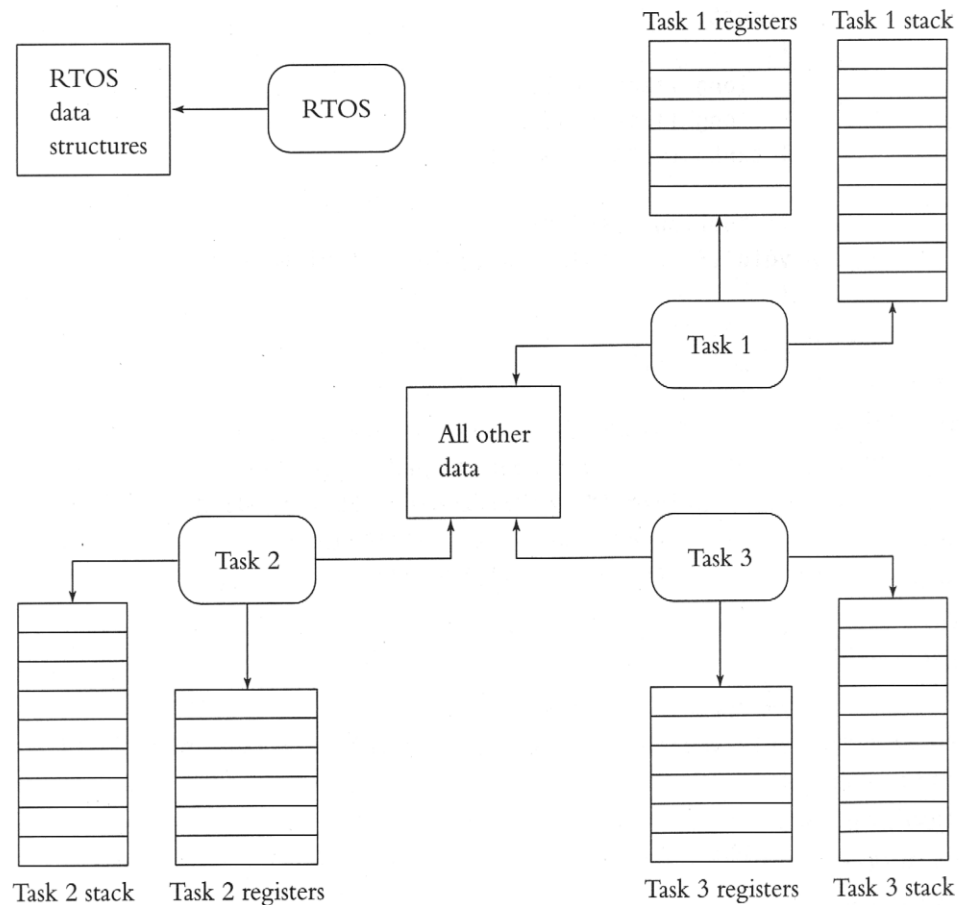 Task 1 registers
Task 1 stack
RTOS
data
structures
RTOS
Task 1
All other
data
Task 2
Task 3
Task 2 stack
Task 2 registers
Task 3 registers
Task 3 stack